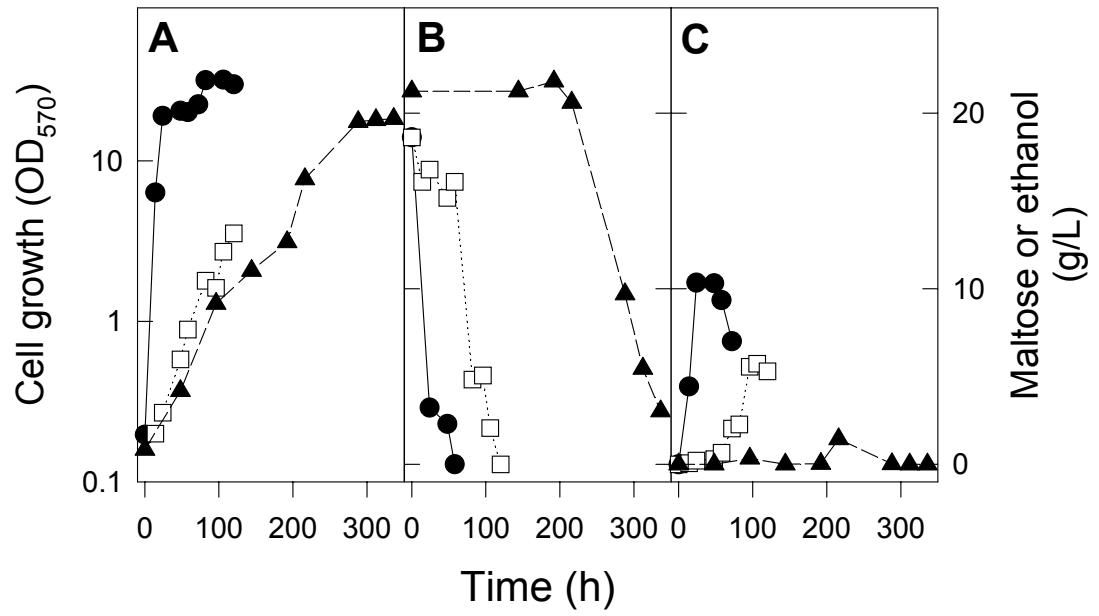 A
B
C
Cell growth (OD570)
10
1
0.1
20
10
0
Maltose or ethanol
(g/L)
0 100 200 300 0 100 200 300 0 100 200 300
Time (h)